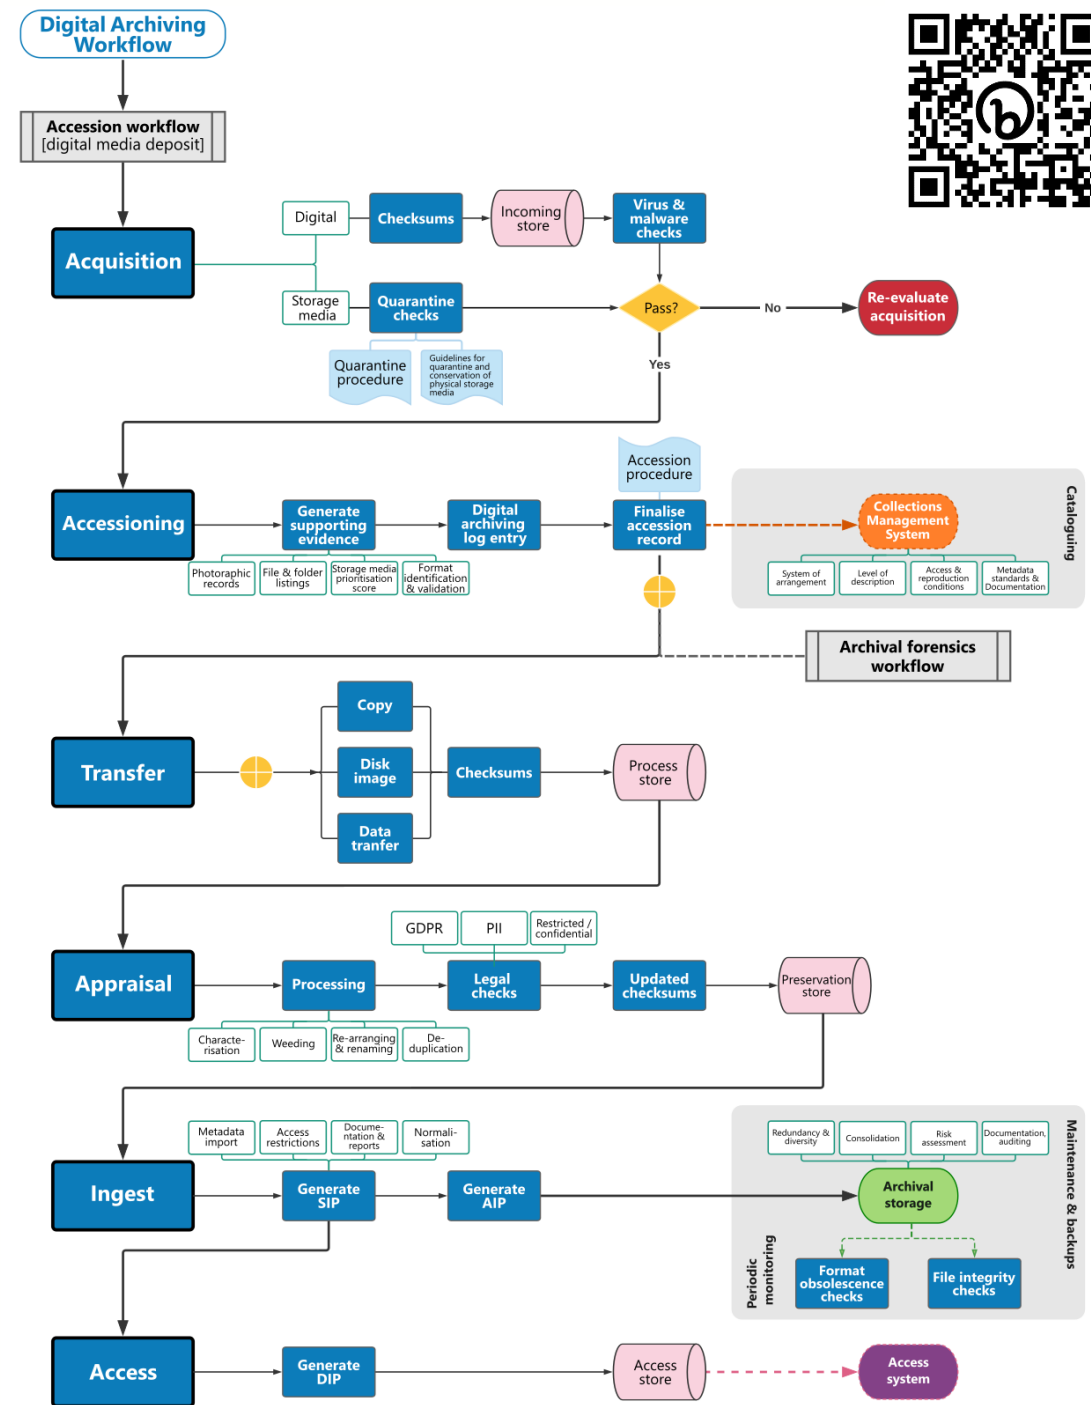 Digital Archiving
Workflow
Accession workflow
[digital media deposit]
Acquisition
Digital
Checksums
Incoming
store
Virus &
malware
checks
Storage
media
Quarantine
checks
Pass?
No
Re-evaluate
acquisition
Quarantine
procedure
Guidelines for
quarantine and
conservation of
physical storage
media
Yes
Accession
procedure
Accessioning
Generate
supporting
evidence
Digital
archiving
log entry
Finalise
accession
record
Collections
Management
System
Cataloguing
Photoraphic
records
File & folder
listings
Storage media
prioritisation
score
Format
identification
& validation
System of
arrangement
Level of
description
Access &
reproduction
conditions
Metadata
standards &
Documentation
Archival forensics
workflow
Transfer
Copy
Disk
image
Data
tranfer
Checksums
Process
store
GDPR
PII
Restricted /
confidential
Appraisal
Processing
Legal
checks
Updated
checksums
Preservation
store
Characte-
risation
Weeding
Re-arranging
& renaming
De-
duplication
Metadata
import
Access
restrictions
Docume-
ntation &
reports
Normali-
sation
Ingest
Generate
SIP
Generate
AIP
Redundancy &
diversity
Consolidation
Risk
assessment
Documentation,
auditing
Archival
storage
Maintenance & backups
Periodic
monitoring
Format
obsolescence
checks
File integrity
checks
Access
Generate
DIP
Access
store
Access
system